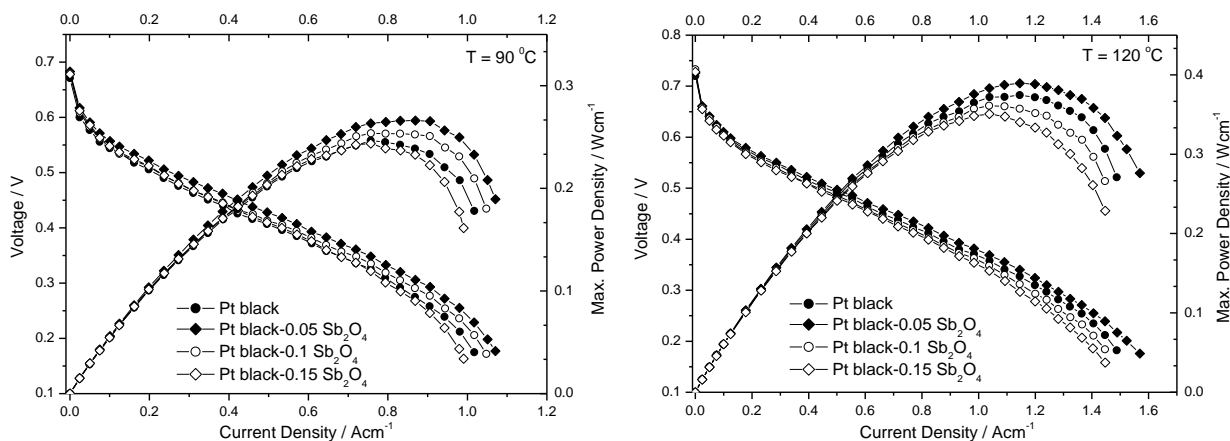 0.0 0.2 0.4 0.6 0.8 1.0 1.2
T = 90 ⁰C
0.7
0.6
0.5
0.4
0.3
0.2
0.1
Voltage / V
0.3
0.2
0.1
0.0
Max. Power Density / Wcm⁻¹
Pt black
Pt black-0.05 Sb₂O₄
Pt black-0.1 Sb₂O₄
Pt black-0.15 Sb₂O₄
0.0 0.2 0.4 0.6 0.8 1.0 1.2
Current Density / Acm⁻¹
0.0 0.2 0.4 0.6 0.8 1.0 1.2 1.4 1.6
T = 120 ⁰C
0.8
0.7
0.6
0.5
0.4
0.3
0.2
0.1
Voltage / V
0.4
0.3
0.2
0.1
0.0
Max. Power Density / Wcm⁻¹
Pt black
Pt black-0.05 Sb₂O₄
Pt black-0.1 Sb₂O₄
Pt black-0.15 Sb₂O₄
0.0 0.2 0.4 0.6 0.8 1.0 1.2 1.4 1.6
Current Density / Acm⁻¹